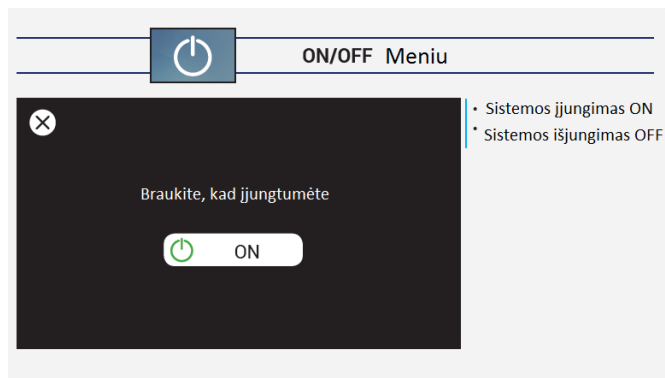 ON/OFF Meniu
• Sistemos įjungimas ON
• Sistemos išjungimas OFF
Braukite, kad įjungtumėte
ON